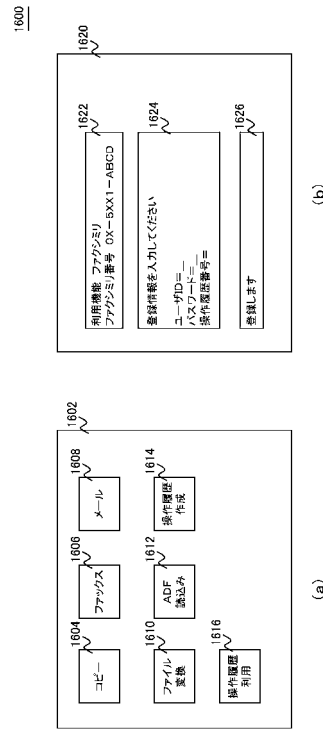 1600
1602
1604
コピー
1606
ファックス
1608
メール
1610
ファイル
変換
1612
ADF
読込み
1614
操作履歴
作成
1616
操作履歴
利用
(a)
1620
1622
利用機能 ファクシミリ
ファクシミリ番号 0X-5XX1-ABCD
1624
登録情報を入力してください
ユーザID=__
パスワード=__
操作履歴番号=
1626
登録します
(b)